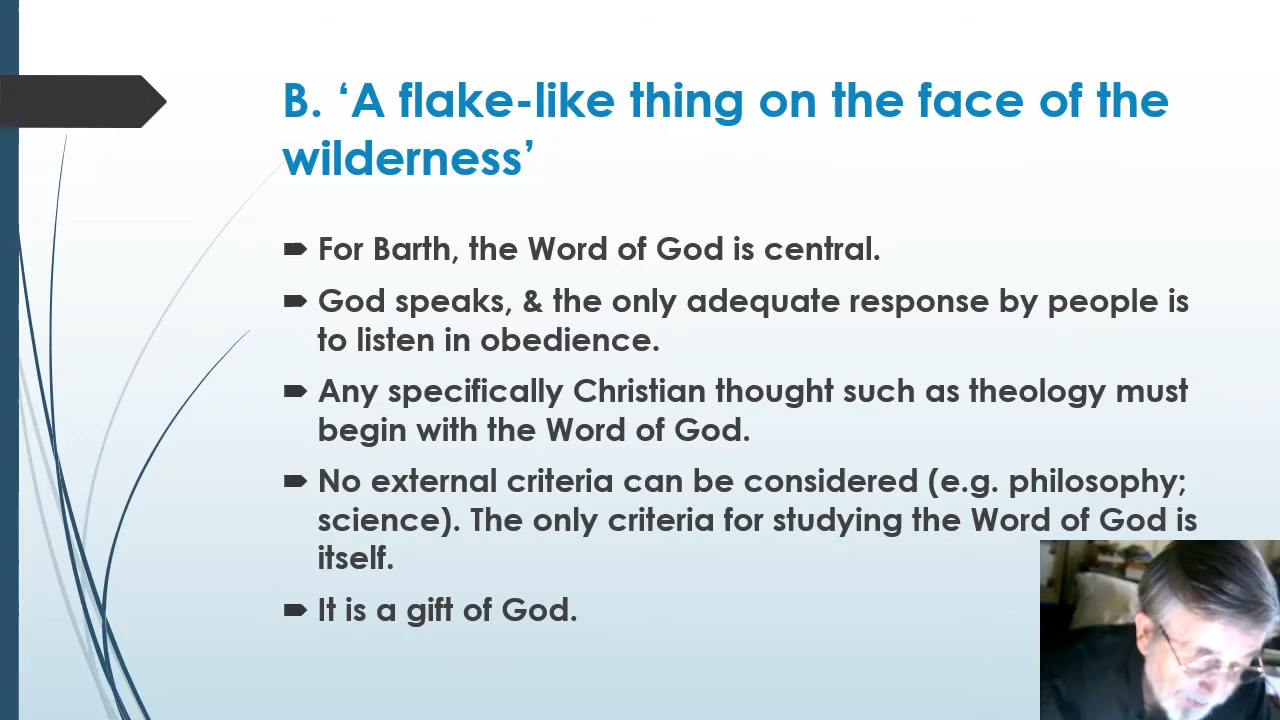 B. ‘A flake-like thing on the face of the
wilderness’
For Barth, the Word of God is central.
God speaks, & the only adequate response by people is
to listen in obedience.
Any specifically Christian thought such as theology must
begin with the Word of God.
No external criteria can be considered (e.g. philosophy;
science). The only criteria for studying the Word of God is
itself.
It is a gift of God.